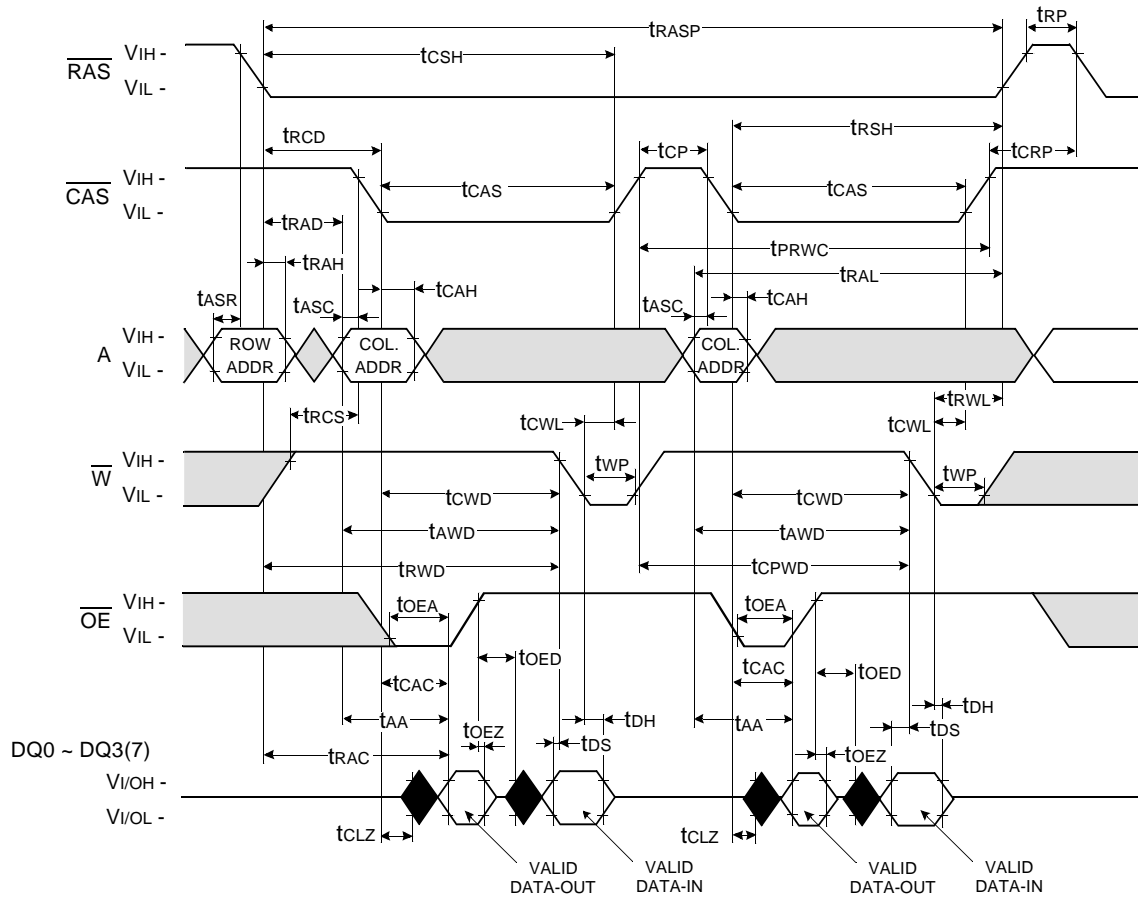 tRASP
tRP
RAS
VIH -
VIL -
tCSH
tRCD
tRSH
tCP
tCRP
CAS
VIH -
VIL -
tCAS
tCAS
tRAD
tPRWC
tRAH
tRAL
tASR
tASC
tCAH
tASC
tCAH
A
VIH -
VIL -
ROW
ADDR
COL.
ADDR
COL.
ADDR
tRCS
tCWL
tRWL
tCWL
W
VIH -
VIL -
tWP
tWP
tCWD
tCWD
tAWD
tAWD
tRWD
tCPWD
OE
VIH -
VIL -
tOEA
tOEA
tOED
tOED
tCAC
tCAC
tAA
tAA
tDH
tDH
tOEZ
tDS
tOEZ
tDS
DQ0 ~ DQ3(7)
tRAC
VI/OH -
VI/OL -
tCLZ
tCLZ
VALID
DATA-OUT
VALID
DATA-IN
VALID
DATA-OUT
VALID
DATA-IN